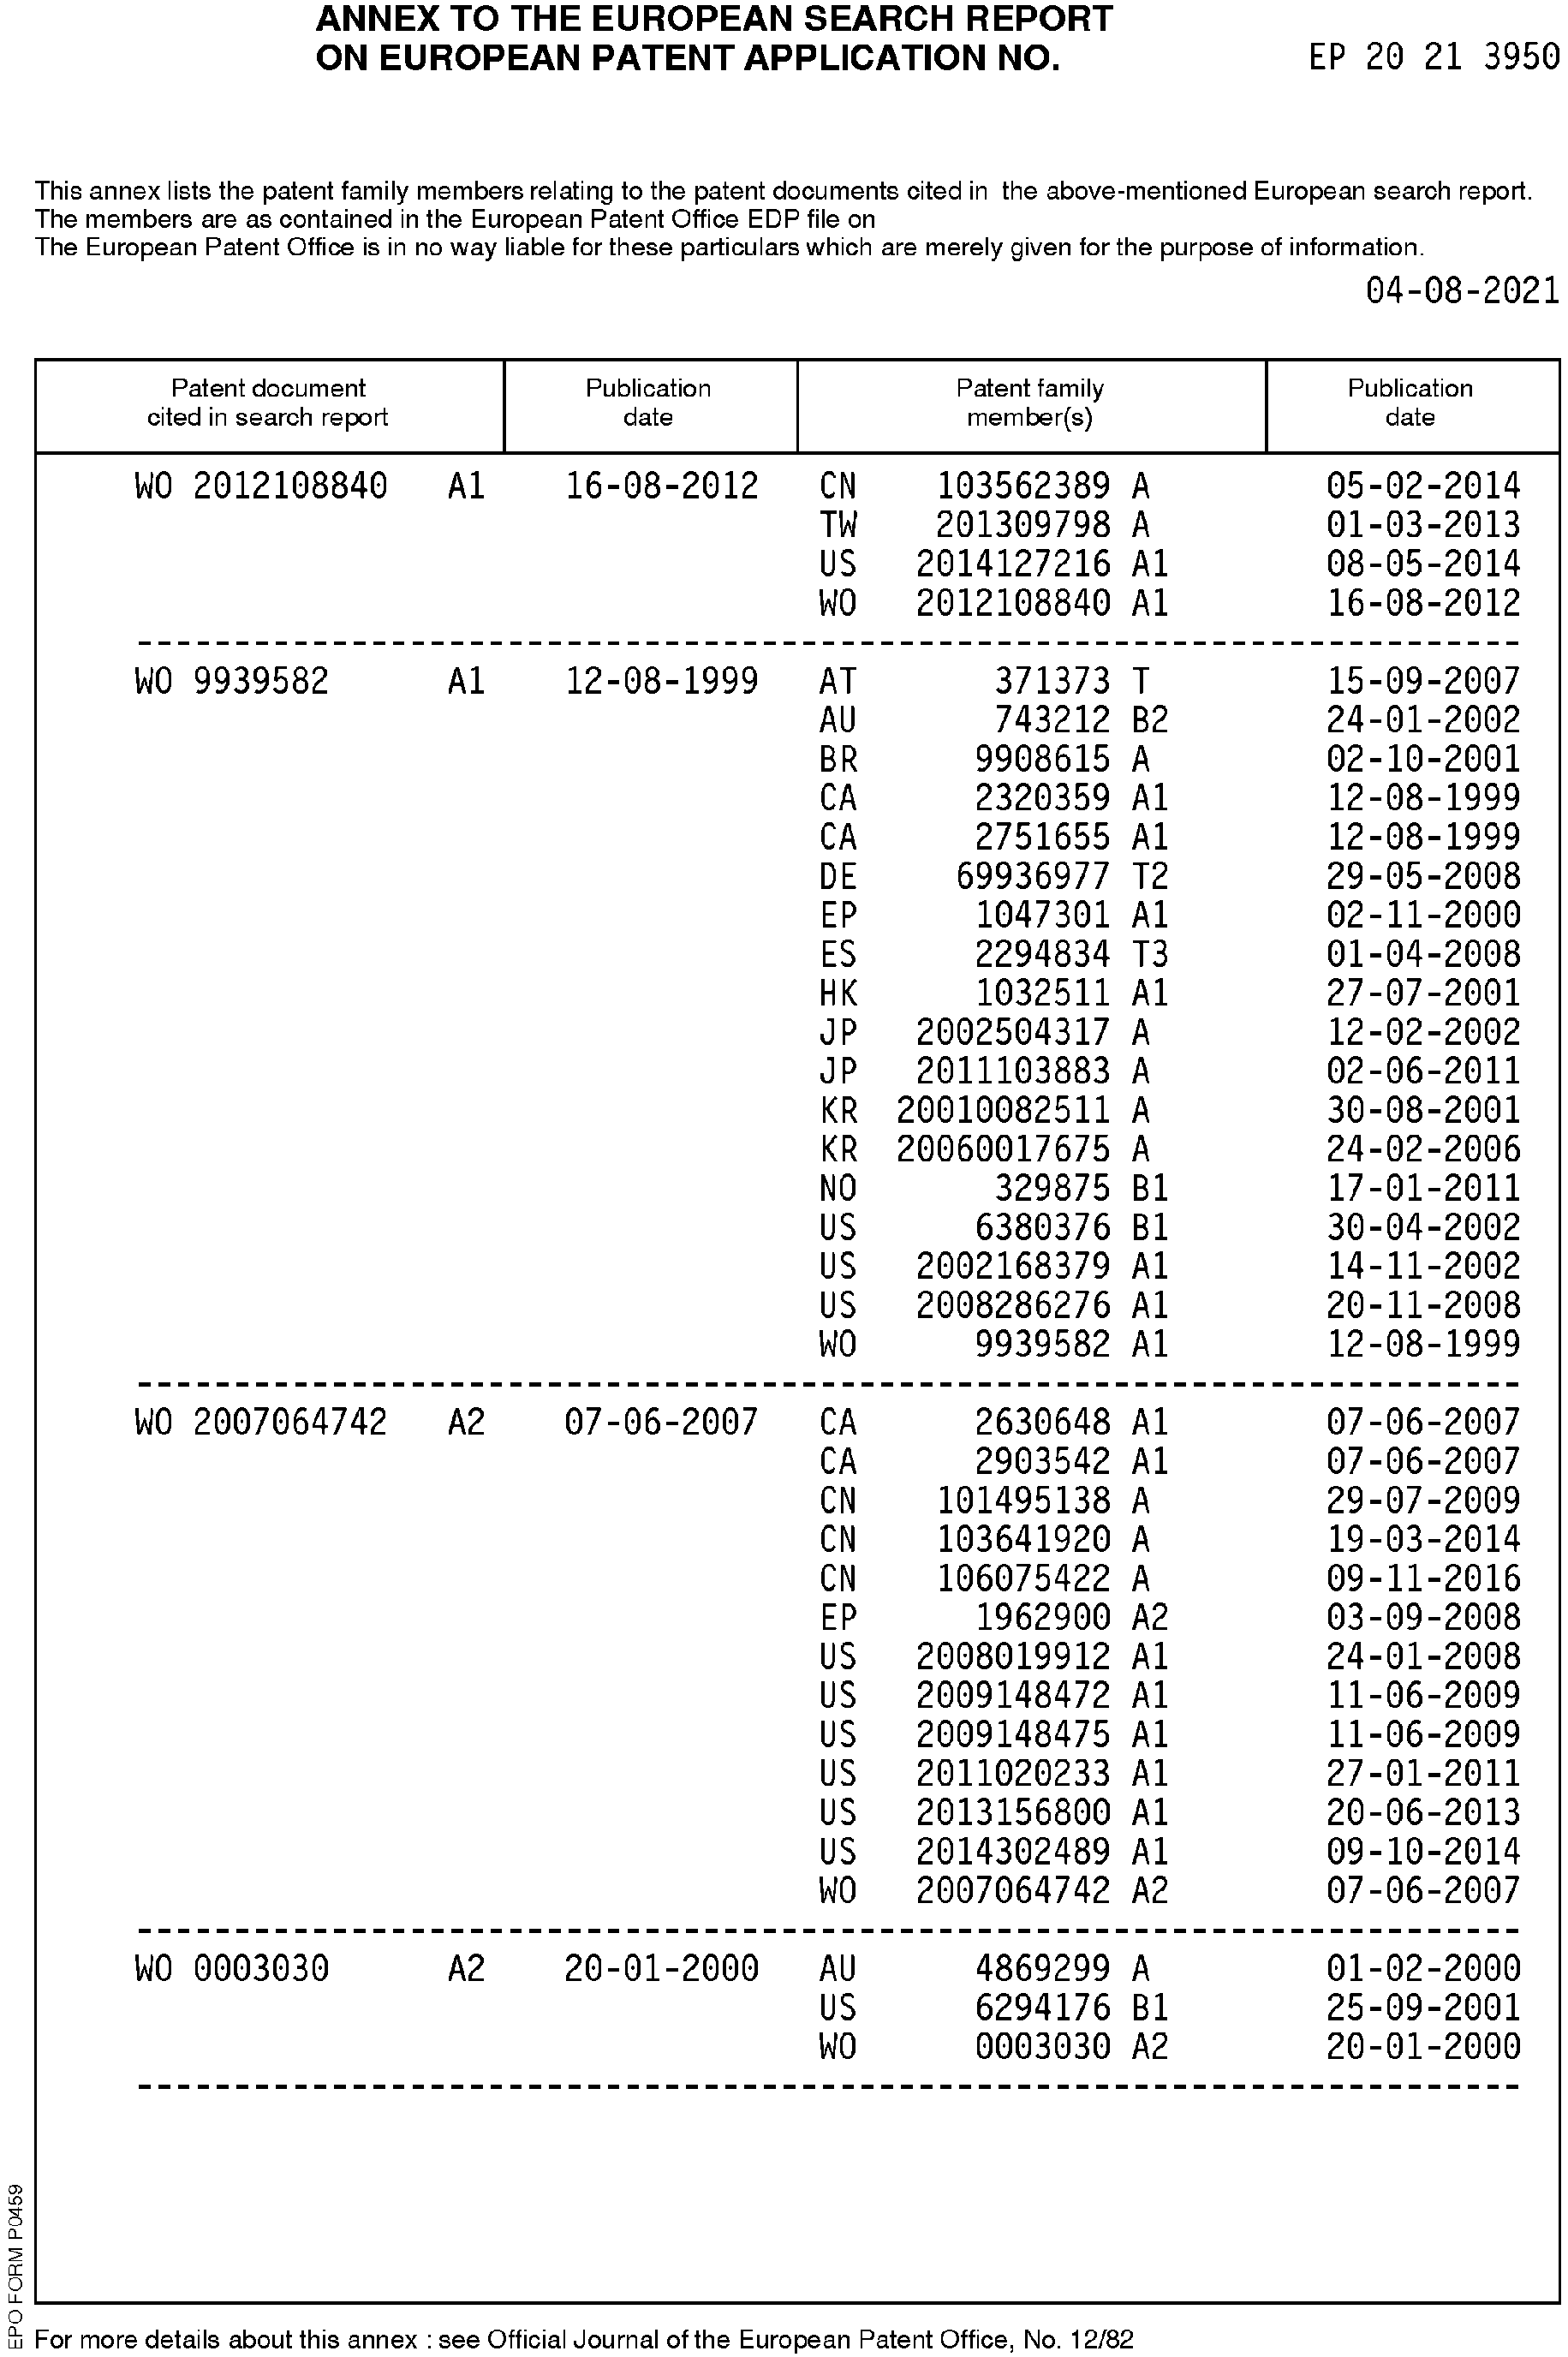 ANNEX TO THE EUROPEAN SEARCH REPORT
ON EUROPEAN PATENT APPLICATION NO. EP 20 21 3950
This annex lists the patent family members relating to the patent documents cited in the above-mentioned European search report.
The members are as contained in the European Patent Office EDP file on
The European Patent Office is in no way liable for these particulars which are merely given for the purpose of information.
04-08-2021
Patent document cited in search report Publication date Patent family member(s) Publication date
WO 2012108840 A1 16-08-2012 CN 103562389 A 05-02-2014
TW 201309798 A 01-03-2013
US 2014127216 A1 08-05-2014
WO 2012108840 A1 16-08-2012
WO 9939582 A1 12-08-1999 AT 371373 T 15-09-2007
AU 743212 B2 24-01-2002
BR 9908615 A 02-10-2001
CA 2320359 A1 12-08-1999
CA 2751655 A1 12-08-1999
DE 69936977 T2 29-05-2008
EP 1047301 A1 02-11-2000
ES 2294834 T3 01-04-2008
HK 1032511 A1 27-07-2001
JP 2002504317 A 12-02-2002
JP 2011103883 A 02-06-2011
KR 20010082511 A 30-08-2001
KR 20060017675 A 24-02-2006
NO 329875 B1 17-01-2011
US 6380376 B1 30-04-2002
US 2002168379 A1 14-11-2002
US 2008286276 A1 20-11-2008
WO 9939582 A1 12-08-1999
WO 2007064742 A2 07-06-2007 CA 2630648 A1 07-06-2007
CA 2903542 A1 07-06-2007
CN 101495138 A 29-07-2009
CN 103641920 A 19-03-2014
CN 106075422 A 09-11-2016
EP 1962900 A2 03-09-2008
US 2008019912 A1 24-01-2008
US 2009148472 A1 11-06-2009
US 2009148475 A1 11-06-2009
US 2011020233 A1 27-01-2011
US 2013156800 A1 20-06-2013
US 2014302489 A1 09-10-2014
WO 2007064742 A2 07-06-2007
WO 0003030 A2 20-01-2000 AU 4869299 A 01-02-2000
US 6294176 B1 25-09-2001
WO 0003030 A2 20-01-2000
EPO FORM P0459
For more details about this annex : see Official Journal of the European Patent Office, No. 12/82